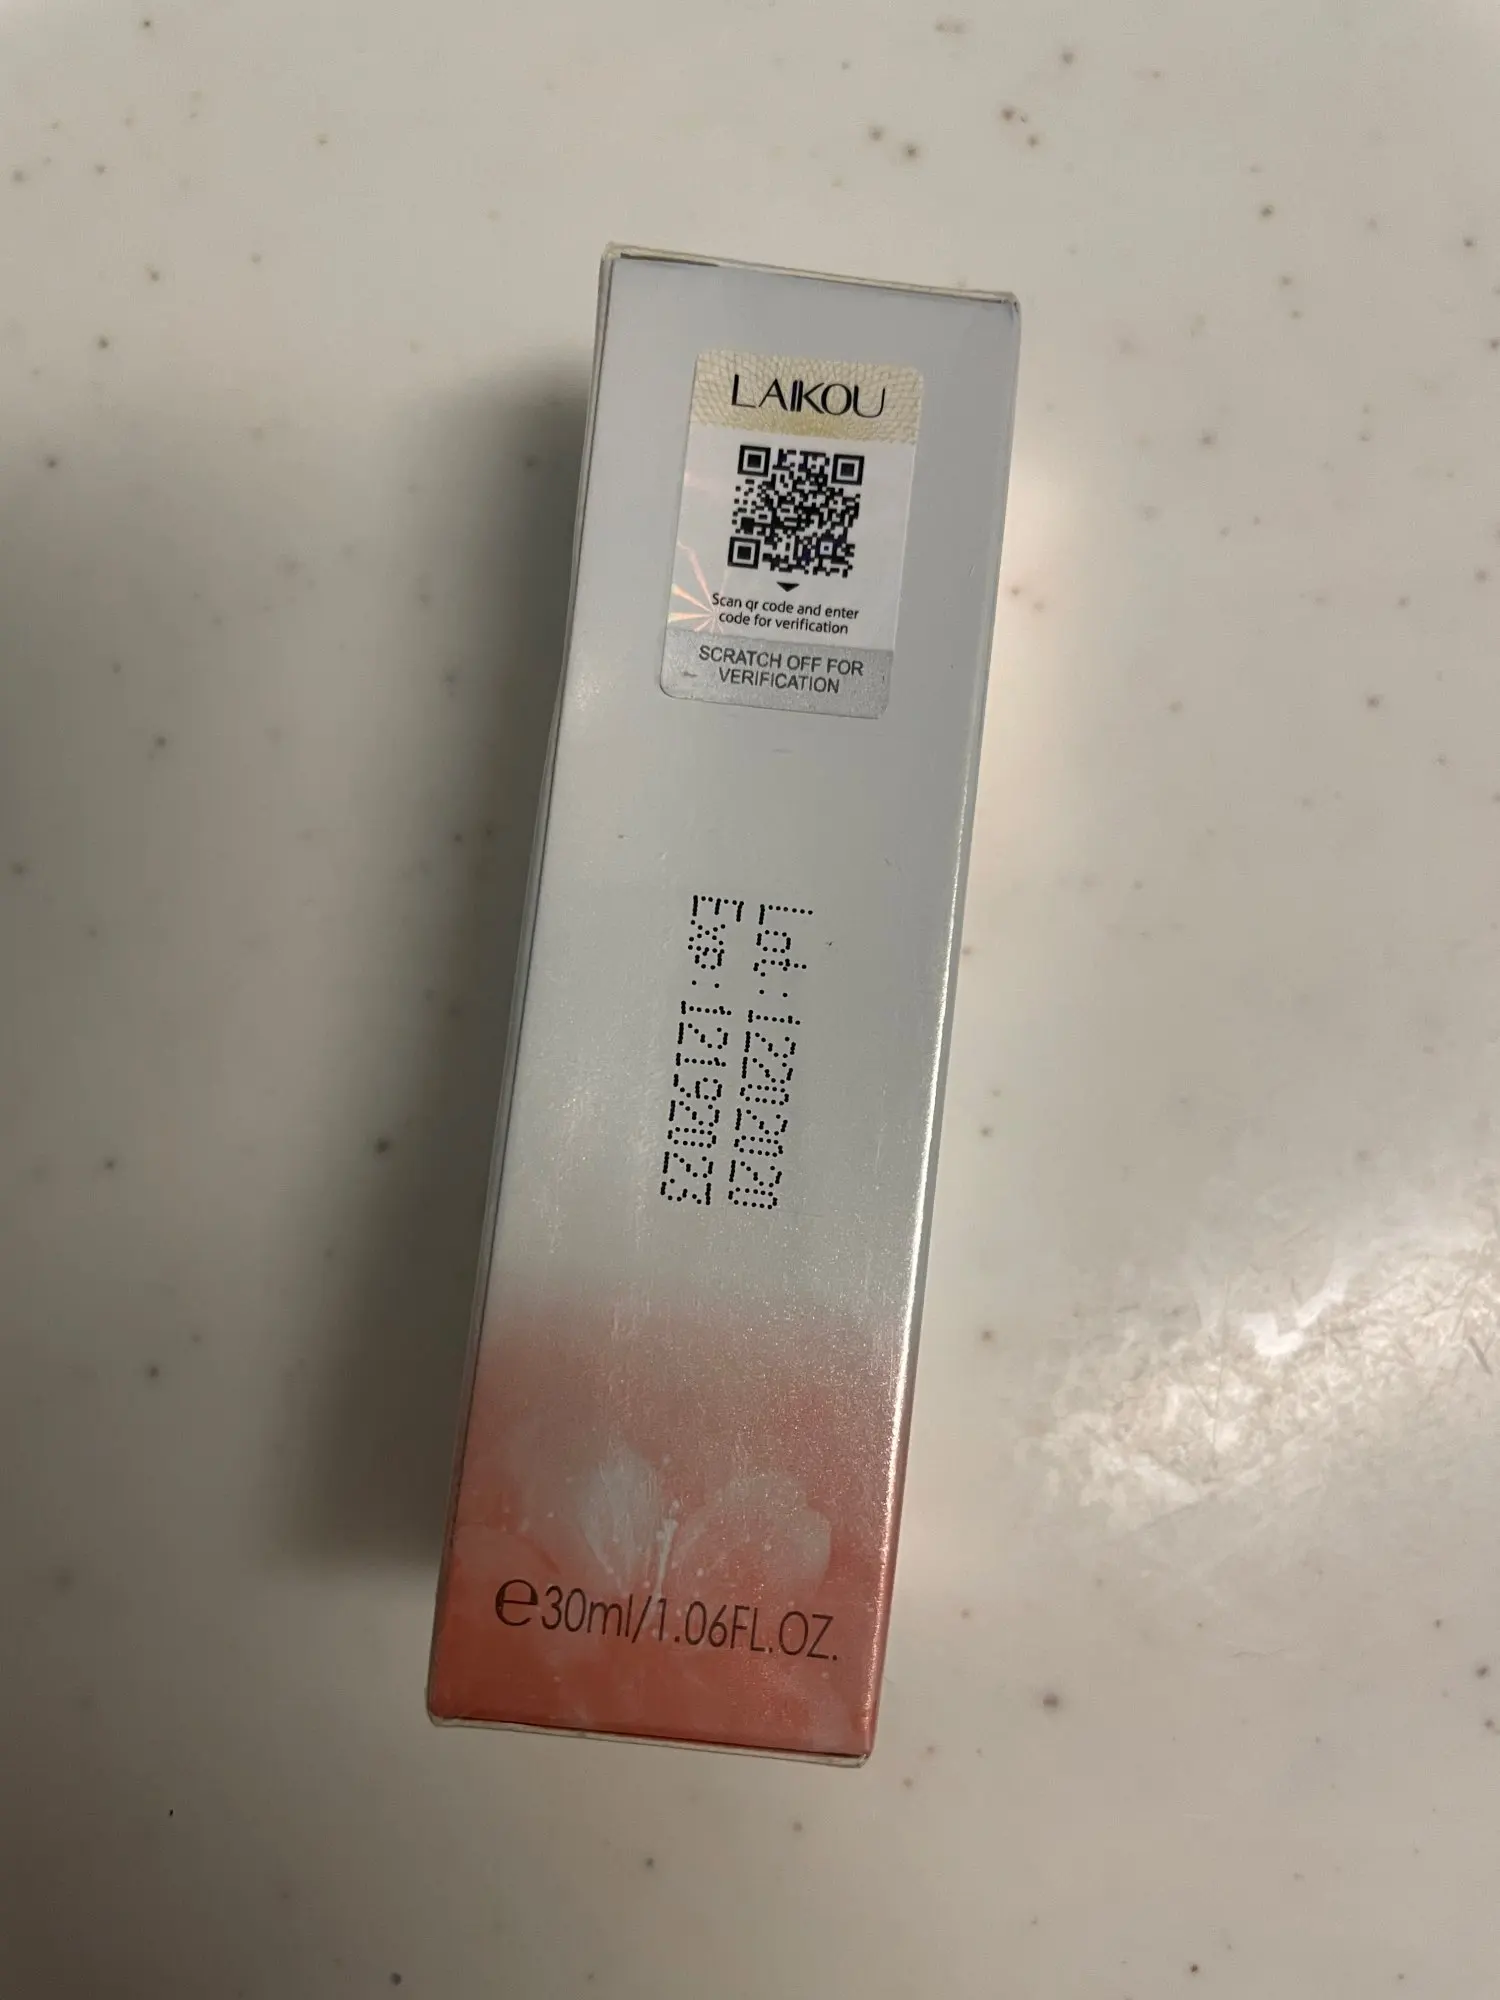 LAIKOU
Scan qr code and enter
code for verification
SCRATCH OFF FOR
VERIFICATION
Lot:12202020
Exp:12192023
℮30ml/1.06FL.OZ.